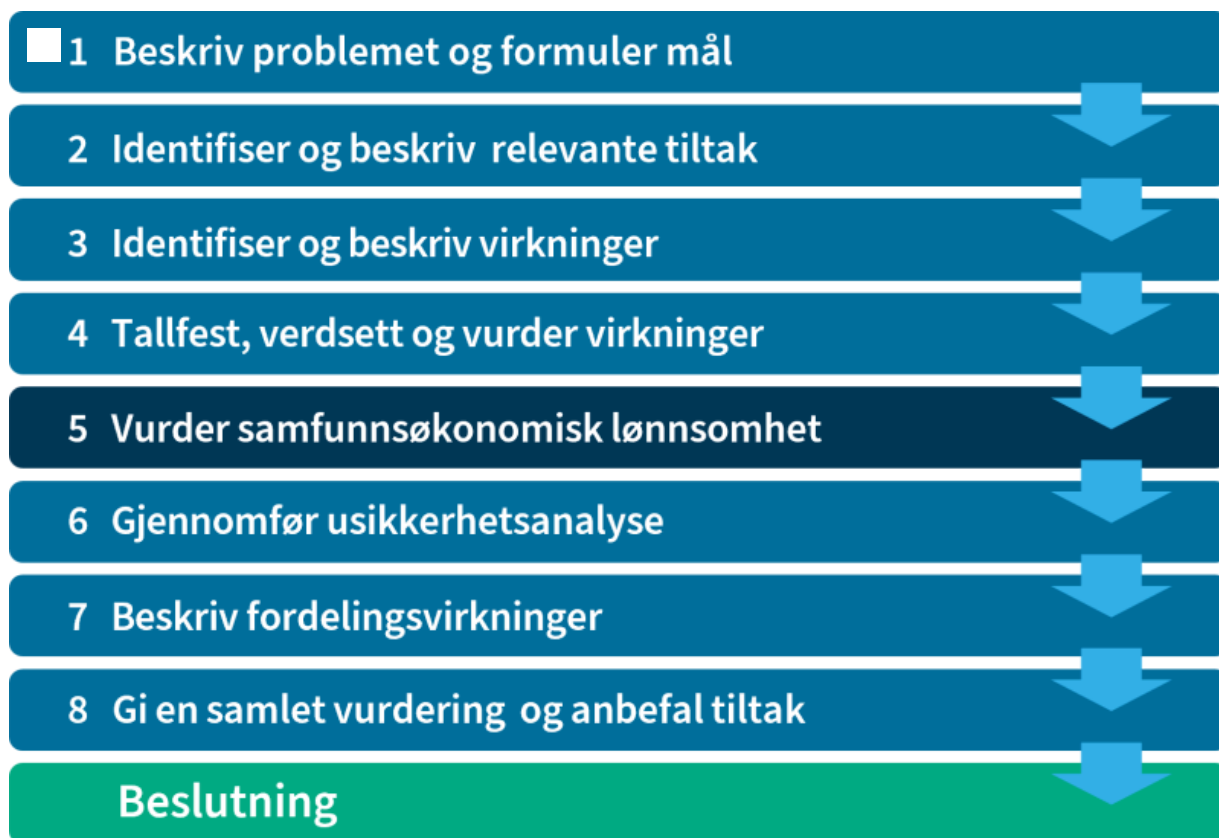 1 Beskriv problemet og formuler mål
2 Identifiser og beskriv relevante tiltak
3 Identifiser og beskriv virkninger
4 Tallfest, verdsett og vurder virkninger
5 Vurder samfunnsøkonomisk lønnsomhet
6 Gjennomfør usikkerhetsanalyse
7 Beskriv fordelingsvirkninger
8 Gi en samlet vurdering og anbefal tiltak
Beslutning